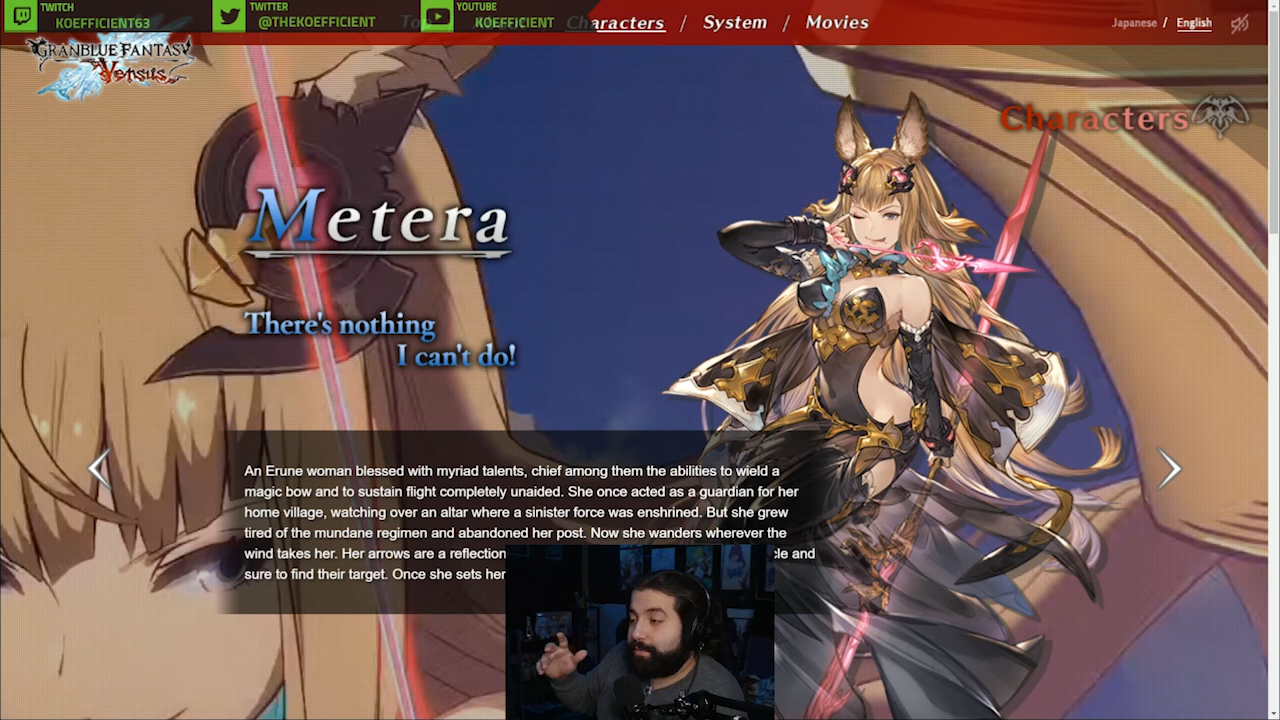 TWITCH
KOEFFICIENT63
TWITTER
@THEKOEFFICIENT
YOUTUBE
KOEFFICIENT
Top
Characters / System / Movies
Japanese / English
GRANBLUE FANTASY
Versus
Characters
Metera
There's nothing
I can't do!
An Erune woman blessed with myriad talents, chief among them the abilities to wield a
magic bow and to sustain flight completely unaided. She once acted as a guardian for her
home village, watching over an altar where a sinister force was enshrined. But she grew
tired of the mundane regimen and abandoned her post. Now she wanders wherever the
wind takes her. Her arrows are a reflection and
sure to find their target. Once she sets her